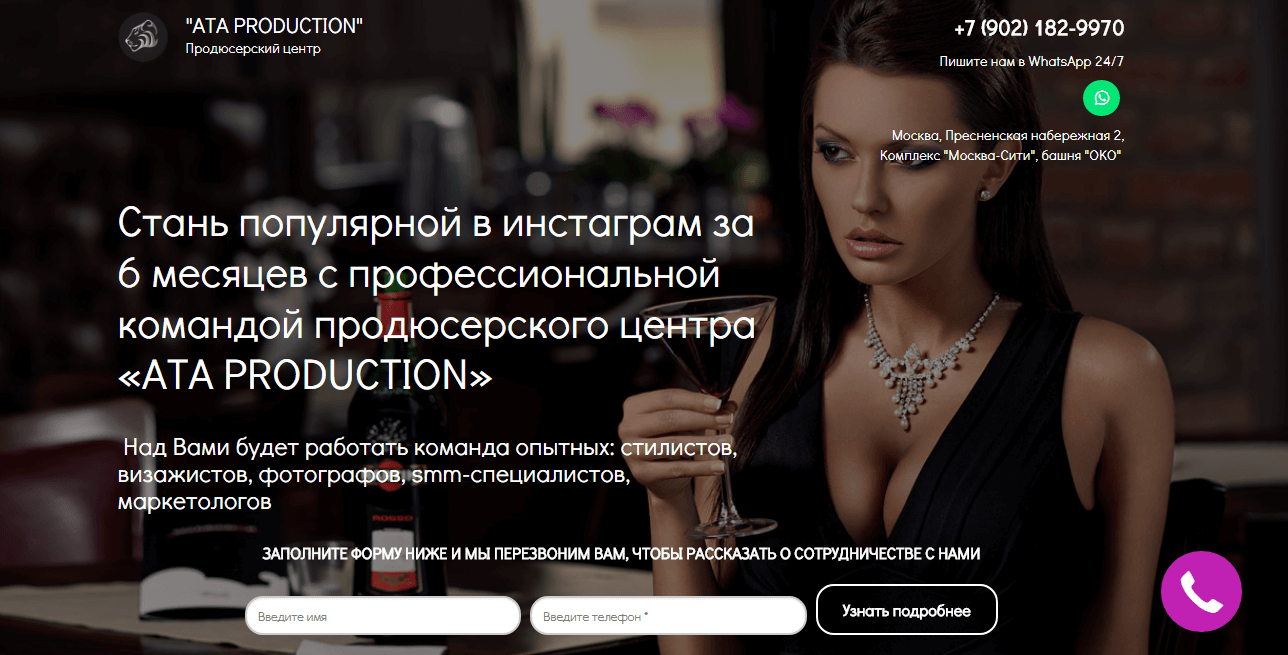 "ATA PRODUCTION"
Продюсерский центр
+7 (902) 182-9970
Пишите нам в WhatsApp 24/7
Москва, Пресненская набережная 2,
Комплекс "Москва-Сити", башня "ОКО"
Стань популярной в инстаграм за
6 месяцев с профессиональной
командой продюсерского центра
«ATA PRODUCTION»
Над Вами будет работать команда опытных: стилистов,
визажистов, фотографов, smm-специалистов,
маркетологов
ROSSO
ЗАПОЛНИТЕ ФОРМУ НИЖЕ И МЫ ПЕРЕЗВОНИМ ВАМ, ЧТОБЫ РАССКАЗАТЬ О СОТРУДНИЧЕСТВЕ С НАМИ
Введите имя
Введите телефон *
Узнать подробнее